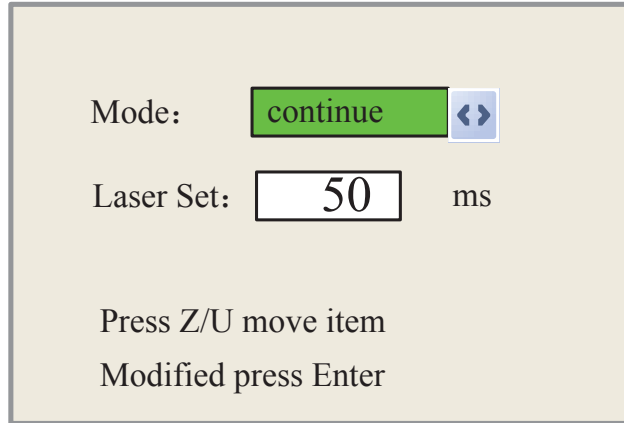 Mode： continue
Laser Set： 50 ms
Press Z/U move item
Modified press Enter